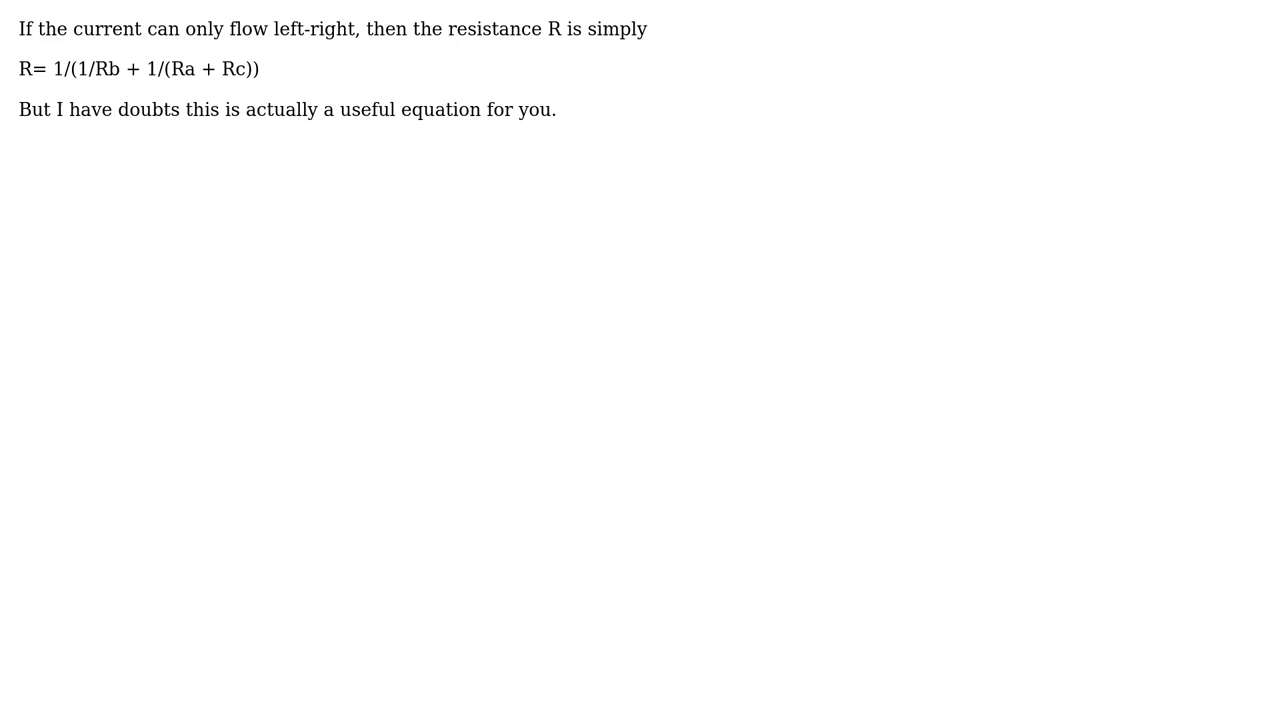 If the current can only flow left-right, then the resistance R is simply
R= 1/(1/Rb + 1/(Ra + Rc))
But I have doubts this is actually a useful equation for you.